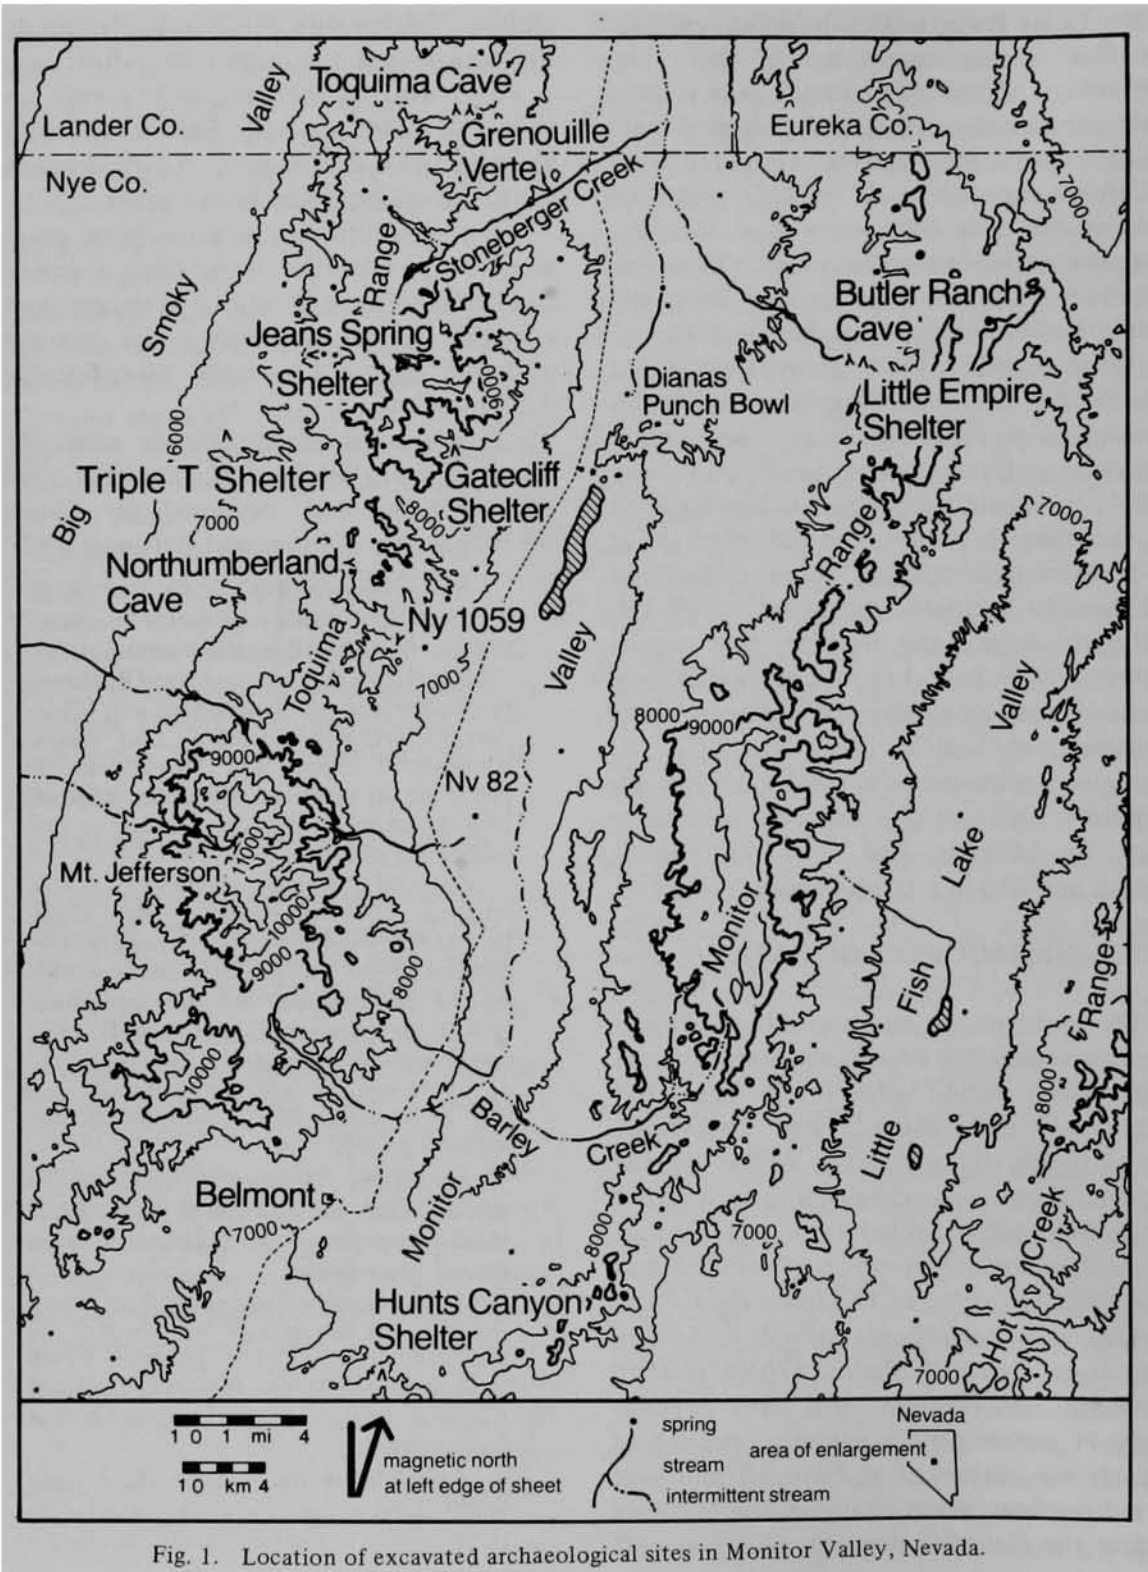 Toquima Cave
Valley
Lander Co.
Grenouille
Verte
Eureka Co.
Nye Co.
7000
Stoneberger Creek
Range
Smoky
Butler Ranch
Cave
Jeans Spring
Shelter
9000
Dianas
Punch Bowl
Little Empire
Shelter
6000
Triple T Shelter
Gatecliff
Shelter
7000
8000
Big
7000
Range
Northumberland
Cave
Ny 1059
Valley
Toquima
7000
Valley
8000
9000
9000
Nv 82
11000
Mt. Jefferson
Lake
10000
Monitor
9000
8000
Fish
Range
10000
8000
Barley
Creek
Little
Belmont
Monitor
7000
8000
7000
Creek
Hunts Canyon
Shelter
Hot
7000
1 0 1 mi 4
1 0 km 4
magnetic north
at left edge of sheet
spring
stream
intermittent stream
Nevada
area of enlargement
Fig. 1. Location of excavated archaeological sites in Monitor Valley, Nevada.